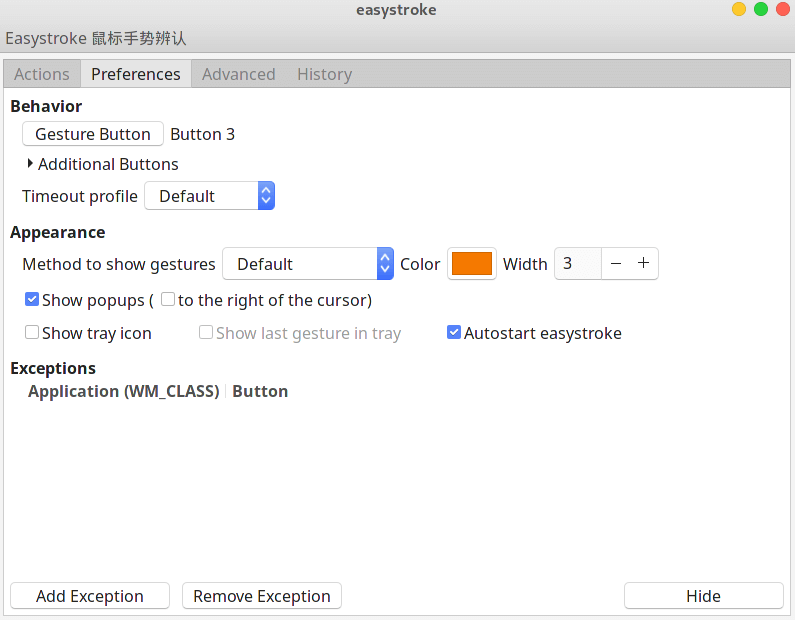 easystroke
Easystroke 鼠标手势辨认
Actions Preferences Advanced History
Behavior
Gesture Button Button 3
Additional Buttons
Timeout profile Default
Appearance
Method to show gestures Default Color Width 3 − +
Show popups ( to the right of the cursor)
Show tray icon Show last gesture in tray Autostart easystroke
Exceptions
Application (WM_CLASS) Button
Add Exception Remove Exception Hide